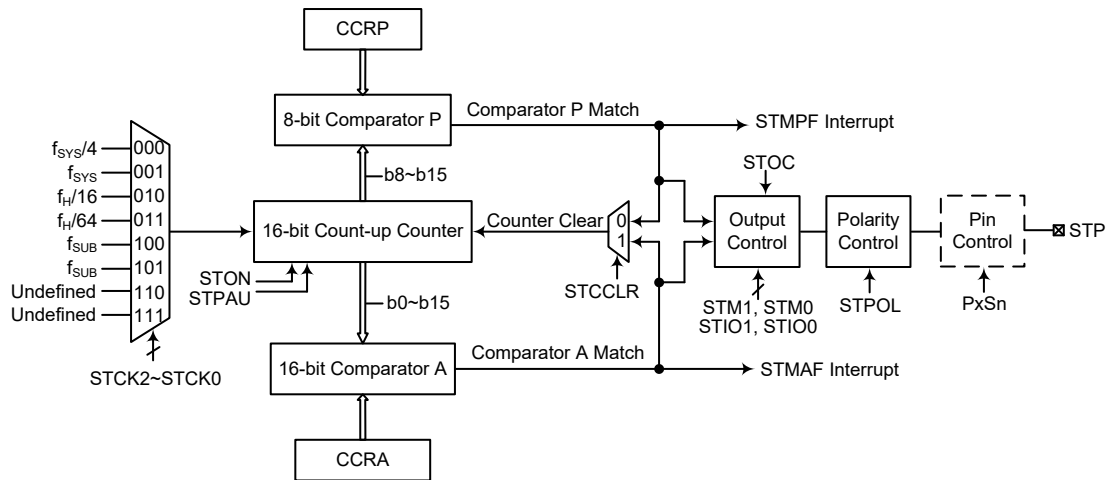 CCRP
8-bit Comparator P
Comparator P Match
STMPF Interrupt
b8~b15
fSYS/4
000
fSYS
001
fH/16
010
fH/64
011
fSUB
100
fSUB
101
Undefined
110
Undefined
111
STCK2~STCK0
16-bit Count-up Counter
STON
STPAU
Counter Clear
0
1
STCCLR
STOC
Output
Control
STM1, STM0
STIO1, STIO0
Polarity
Control
STPOL
Pin
Control
PxSn
STP
b0~b15
16-bit Comparator A
Comparator A Match
STMAF Interrupt
CCRA